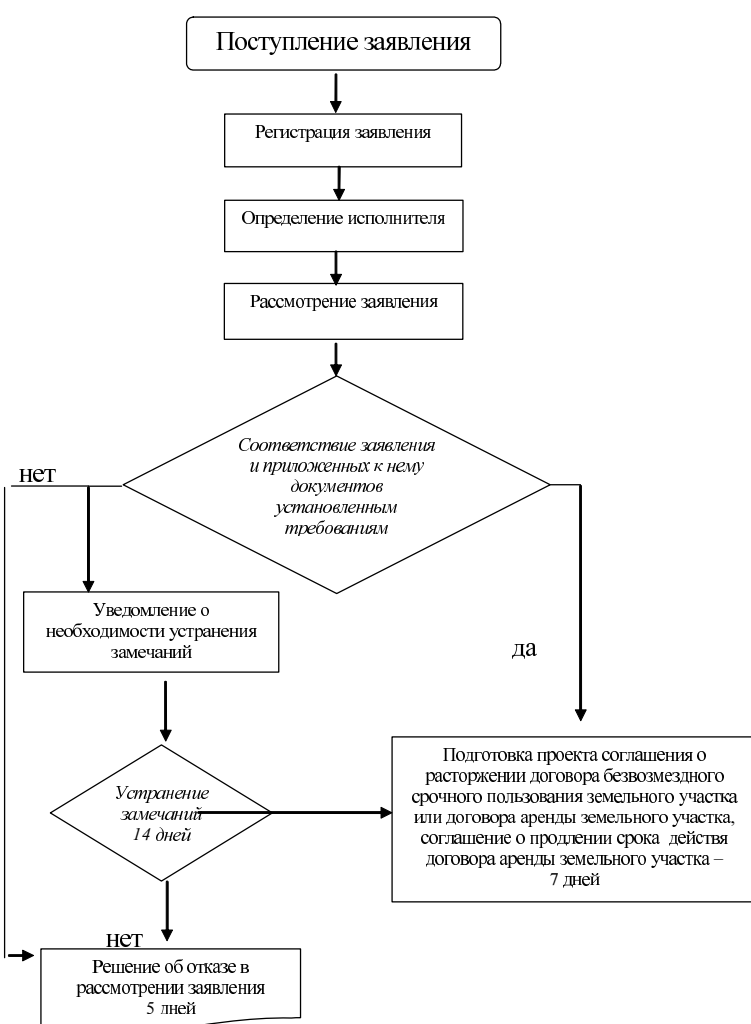 Поступление заявления
Регистрация заявления
Определение исполнителя
Рассмотрение заявления
Соответствие заявления
и приложенных к нему
документов
установленным
требованиям
нет
Уведомление о
необходимости устранения
замечаний
да
Устранение
замечаний
14 дней
Подготовка проекта соглашения о
расторжении договора безвозмездного
срочного пользования земельного участка
или договора аренды земельного участка,
соглашение о продлении срока действя
договора аренды земельного участка –
7 дней
нет
Решение об отказе в
рассмотрении заявления
5 дней